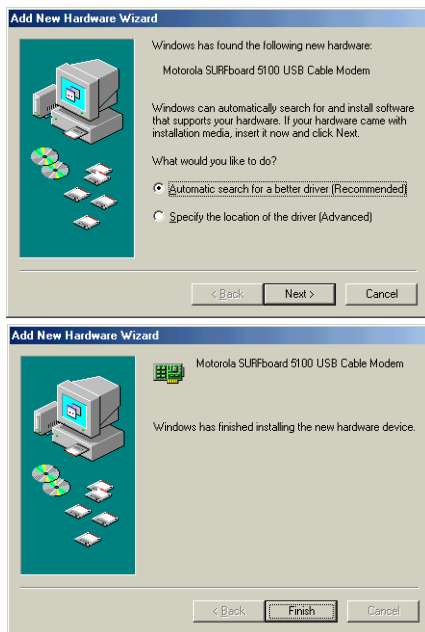 Add New Hardware Wizard
Windows has found the following new hardware:
Motorola SURFboard 5100 USB Cable Modem
Windows can automatically search for and install software
that supports your hardware. If your hardware came with
installation media, insert it now and click Next.
What would you like to do?
Automatic search for a better driver (Recommended)
Specify the location of the driver (Advanced)
< Back Next > Cancel
Add New Hardware Wizard
Motorola SURFboard 5100 USB Cable Modem
Windows has finished installing the new hardware device.
< Back Finish Cancel